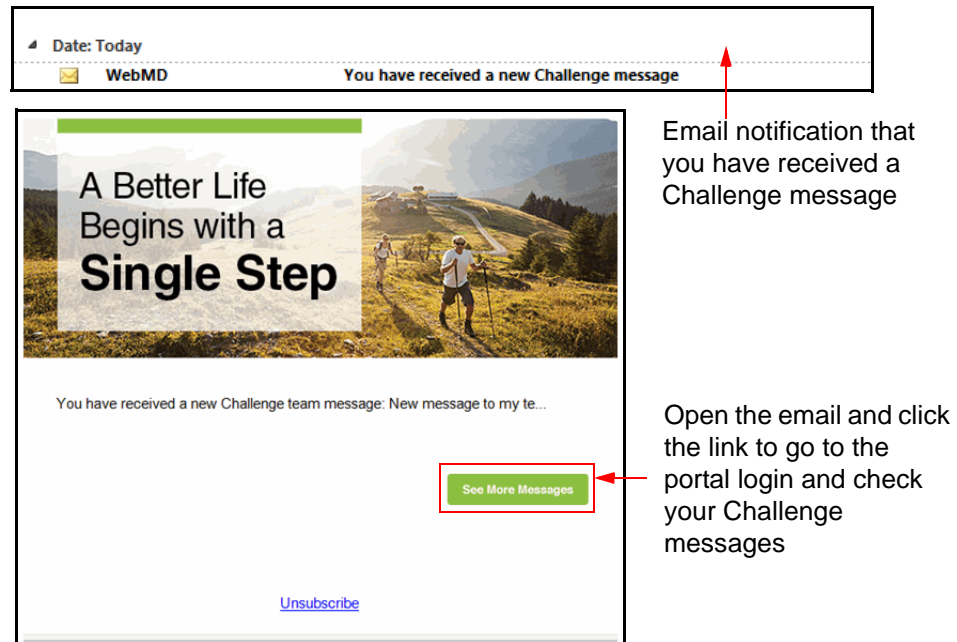 Date: Today
WebMD You have received a new Challenge message
Email notification that
you have received a
Challenge message
A Better Life
Begins with a
Single Step
You have received a new Challenge team message: New message to my te...
Open the email and click
the link to go to the
portal login and check
your Challenge
messages
See More Messages
Unsubscribe